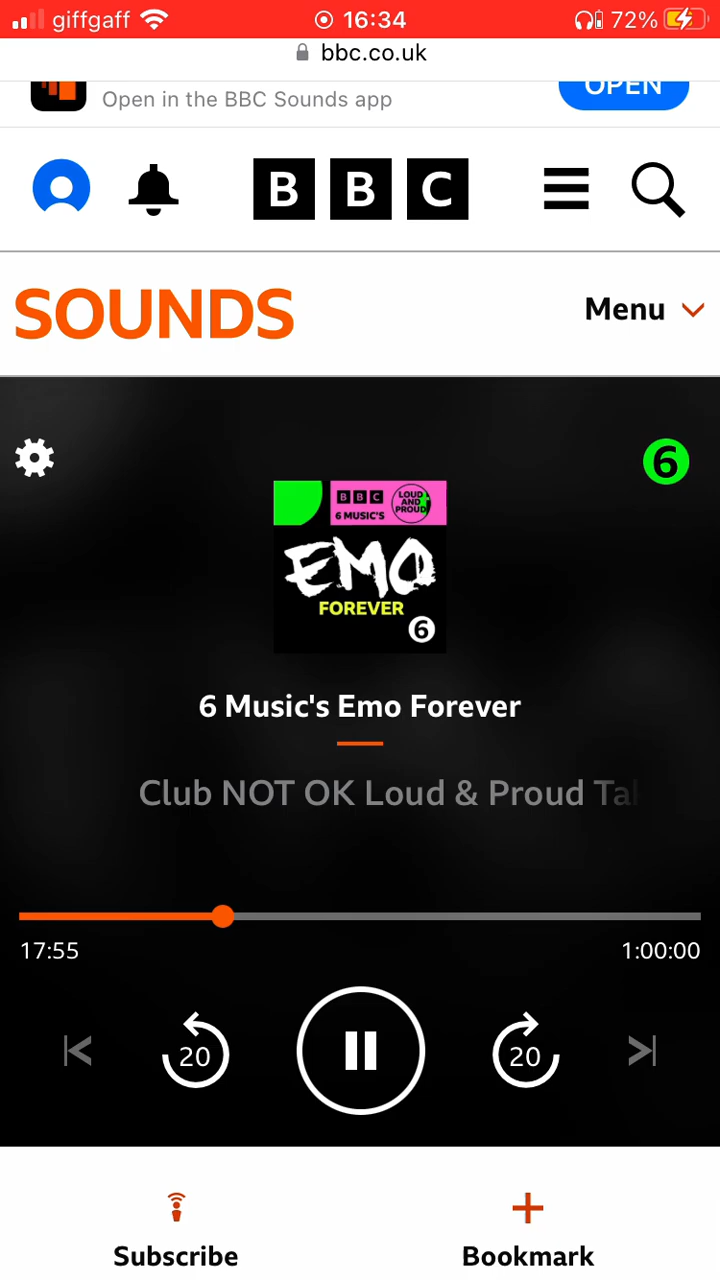 giffgaff 16:34 72%
bbc.co.uk
Open in the BBC Sounds app OPEN
BBC
SOUNDS Menu
6
BBC LOUD AND PROUD
6 MUSIC'S
EMO
FOREVER
6
6 Music's Emo Forever
Club NOT OK Loud & Proud Tak
17:55 1:00:00
20 20
Subscribe Bookmark